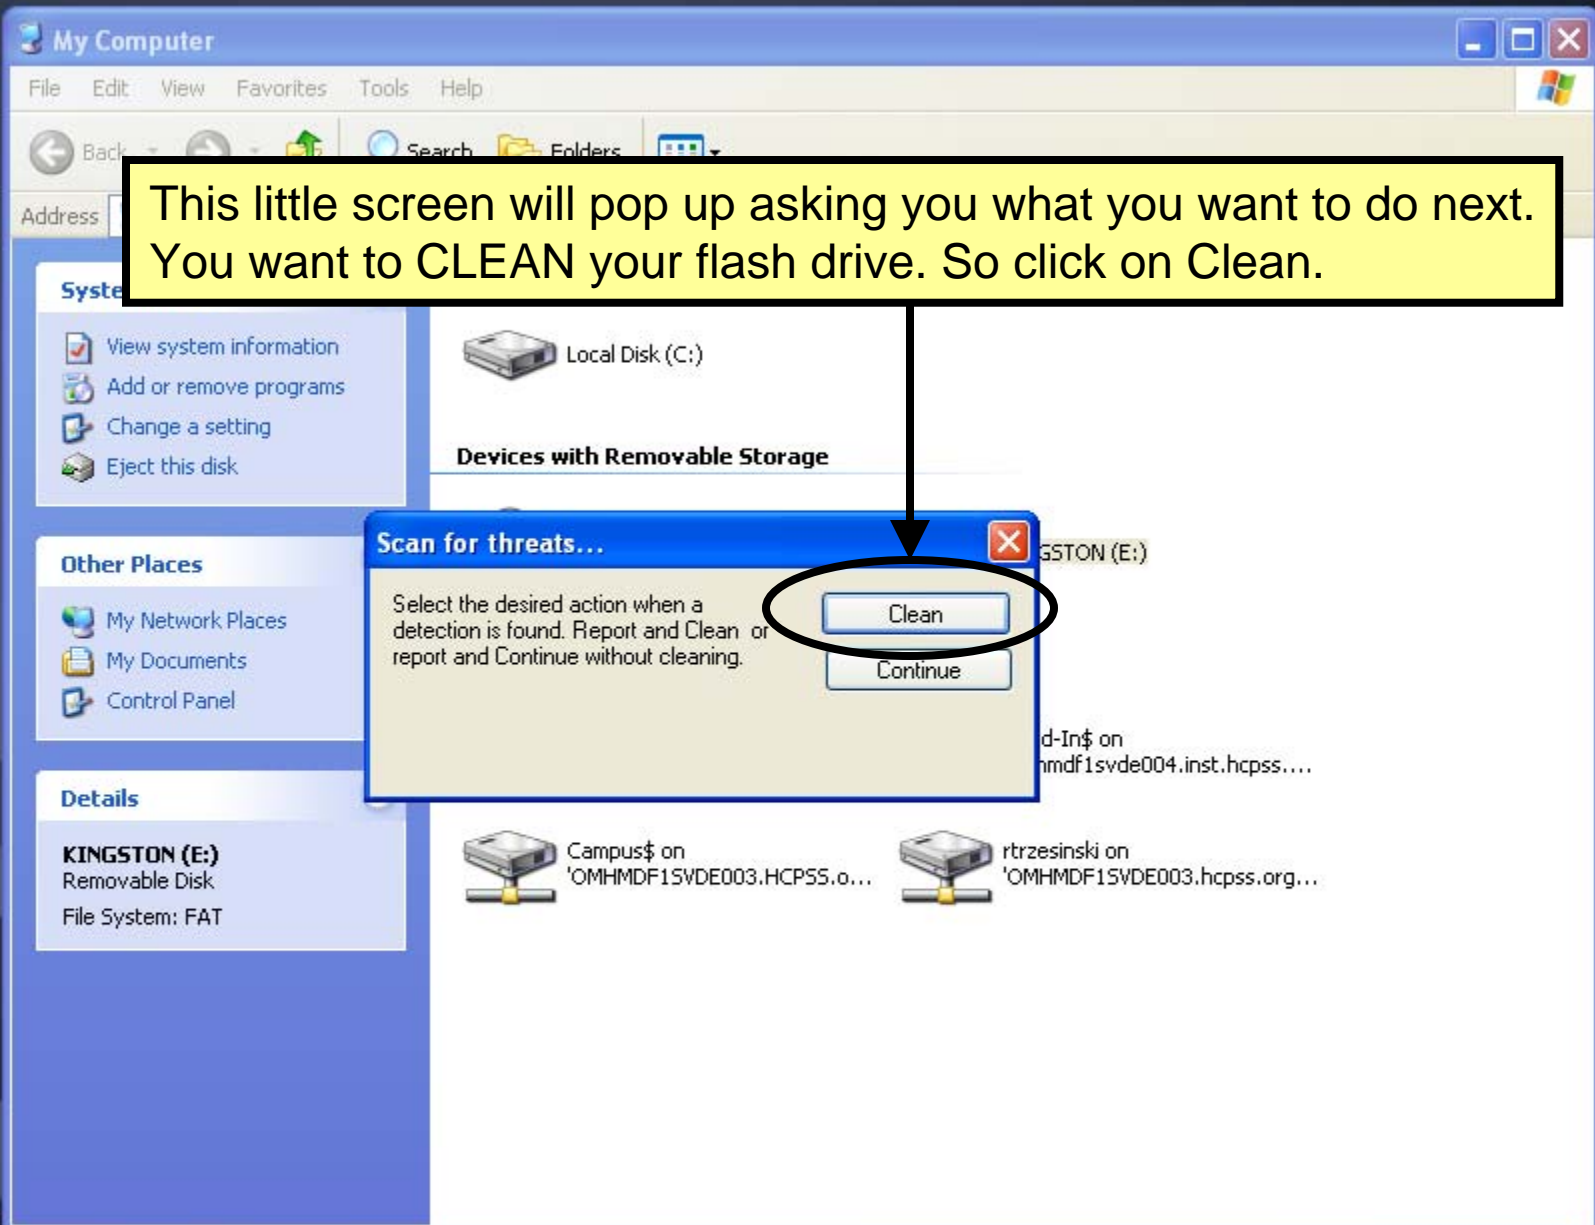 My Computer
File Edit View Favorites Tools Help
Back Search Folders
Address
This little screen will pop up asking you what you want to do next.
You want to CLEAN your flash drive. So click on Clean.
View system information
Add or remove programs
Change a setting
Eject this disk
Other Places
My Network Places
My Documents
Control Panel
Details
KINGSTON (E:)
Removable Disk
File System: FAT
Local Disk (C:)
Devices with Removable Storage
GSTON (E:)
Scan for threats...
Select the desired action when a
detection is found. Report and Clean or
report and Continue without cleaning.
Clean
Continue
d-In$ on
hmdf1svde004.inst.hcpss....
Campus$ on
'OMHMDF1SVDE003.HCPSS.o...
rtrzesinski on
'OMHMDF1SVDE003.hcpss.org...